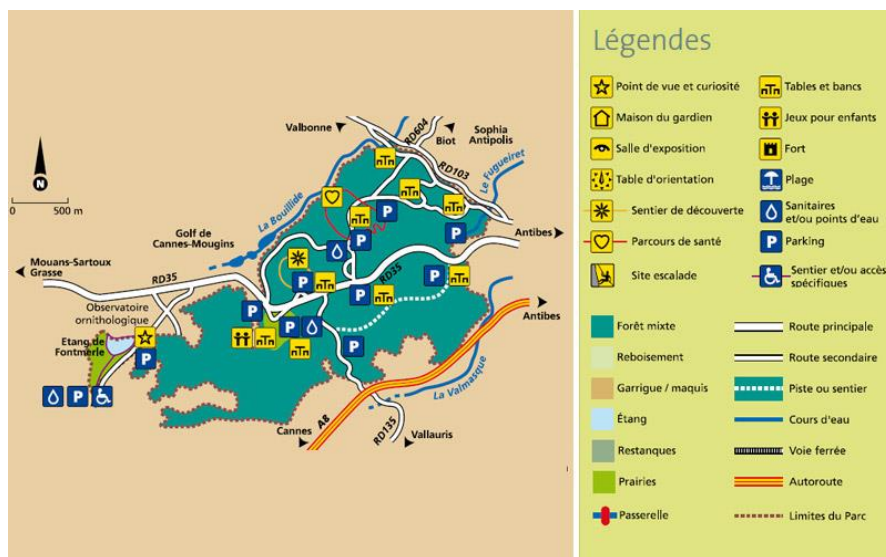 Valbonne
RD604
Biot
Sophia
Antipolis
RD103
Le Fugueiret
La Bouillide
N
0 500 m
Golf de
Cannes-Mougins
Mouans-Sartoux
Grasse
RD35
RD35
Antibes
Antibes
Observatoire
ornithologique
Etang de
Fontmerle
P
P
P
P
P
P
P
P
P
P
La Valmasque
A8
Cannes
RD135
Vallauris
Légendes
Point de vue et curiosité
Maison du gardien
Salle d'exposition
Table d'orientation
Sentier de découverte
Parcours de santé
Site escalade
Tables et bancs
Jeux pour enfants
Fort
Plage
Sanitaires
et/ou points d'eau
P Parking
Sentier et/ou accès
spécifiques
Forêt mixte
Reboisement
Garrigue / maquis
Étang
Restanques
Prairies
Passerelle
Route principale
Route secondaire
Piste ou sentier
Cours d'eau
Voie ferrée
Autoroute
Limites du Parc